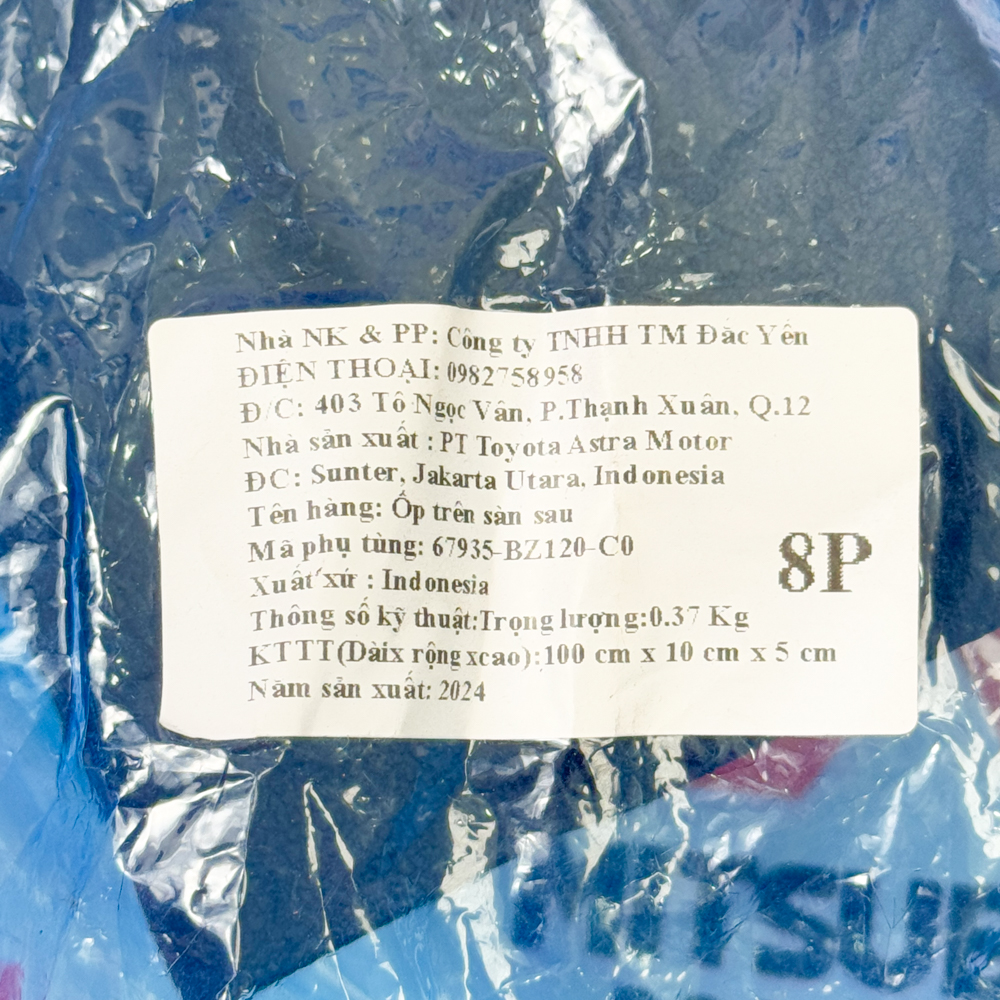 Nhà NK & PP: Công ty TNHH TM Đắc Yến
ĐIỆN THOẠI: 0982758958
Đ/C: 403 Tô Ngọc Vân, P.Thạnh Xuân, Q.12
Nhà sản xuất : PT Toyota Astra Motor
ĐC: Sunter, Jakarta Utara, Indonesia
Tên hàng: Ốp trên sàn sau
Mã phụ tùng: 67935-BZ120-C0
8P
Xuất xứ : Indonesia
Thông số kỹ thuật:Trọng lượng:0.37 Kg
KTTT(Dàix rộng xcao):100 cm x 10 cm x 5 cm
Năm sản xuất: 2024